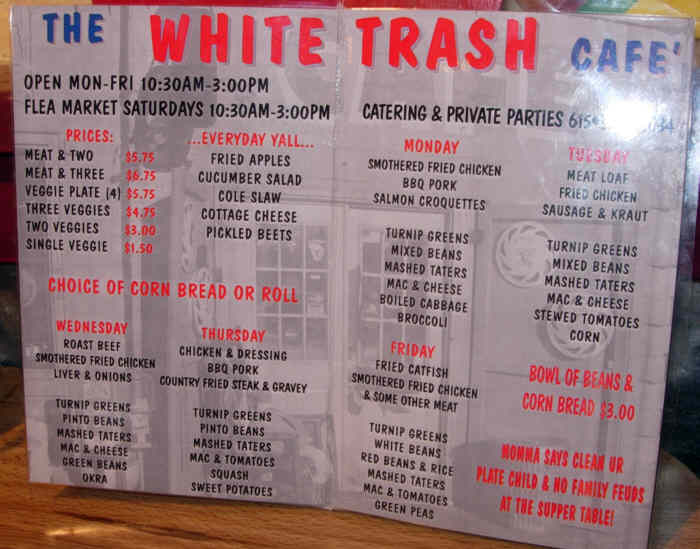 THE WHITE TRASH CAFE'
OPEN MON-FRI 10:30AM-3:00PM
FLEA MARKET SATURDAYS 10:30AM-3:00PM
CATERING & PRIVATE PARTIES
PRICES:
MEAT & TWO $5.75
MEAT & THREE $6.75
VEGGIE PLATE (4) $5.75
THREE VEGGIES $4.75
TWO VEGGIES $3.00
SINGLE VEGGIE $1.50
...EVERYDAY YALL...
FRIED APPLES
CUCUMBER SALAD
COLE SLAW
COTTAGE CHEESE
PICKLED BEETS
CHOICE OF CORN BREAD OR ROLL
MONDAY
SMOTHERED FRIED CHICKEN
BBQ PORK
SALMON CROQUETTES
TURNIP GREENS
MIXED BEANS
MASHED TATERS
MAC & CHEESE
BOILED CABBAGE
BROCCOLI
TUESDAY
MEAT LOAF
FRIED CHICKEN
SAUSAGE & KRAUT
TURNIP GREENS
MIXED BEANS
MASHED TATERS
MAC & CHEESE
STEWED TOMATOES
CORN
WEDNESDAY
ROAST BEEF
SMOTHERED FRIED CHICKEN
LIVER & ONIONS
TURNIP GREENS
PINTO BEANS
MASHED TATERS
MAC & CHEESE
GREEN BEANS
OKRA
THURSDAY
CHICKEN & DRESSING
BBQ PORK
COUNTRY FRIED STEAK & GRAVEY
TURNIP GREENS
PINTO BEANS
MASHED TATERS
MAC & TOMATOES
SQUASH
SWEET POTATOES
FRIDAY
FRIED CATFISH
SMOTHERED FRIED CHICKEN
& SOME OTHER MEAT
TURNIP GREENS
WHITE BEANS
RED BEANS & RICE
MASHED TATERS
MAC & TOMATOES
GREEN PEAS
BOWL OF BEANS &
CORN BREAD $3.00
MOMMA SAYS CLEAN UR
PLATE CHILD & NO FAMILY FEUDS
AT THE SUPPER TABLE!